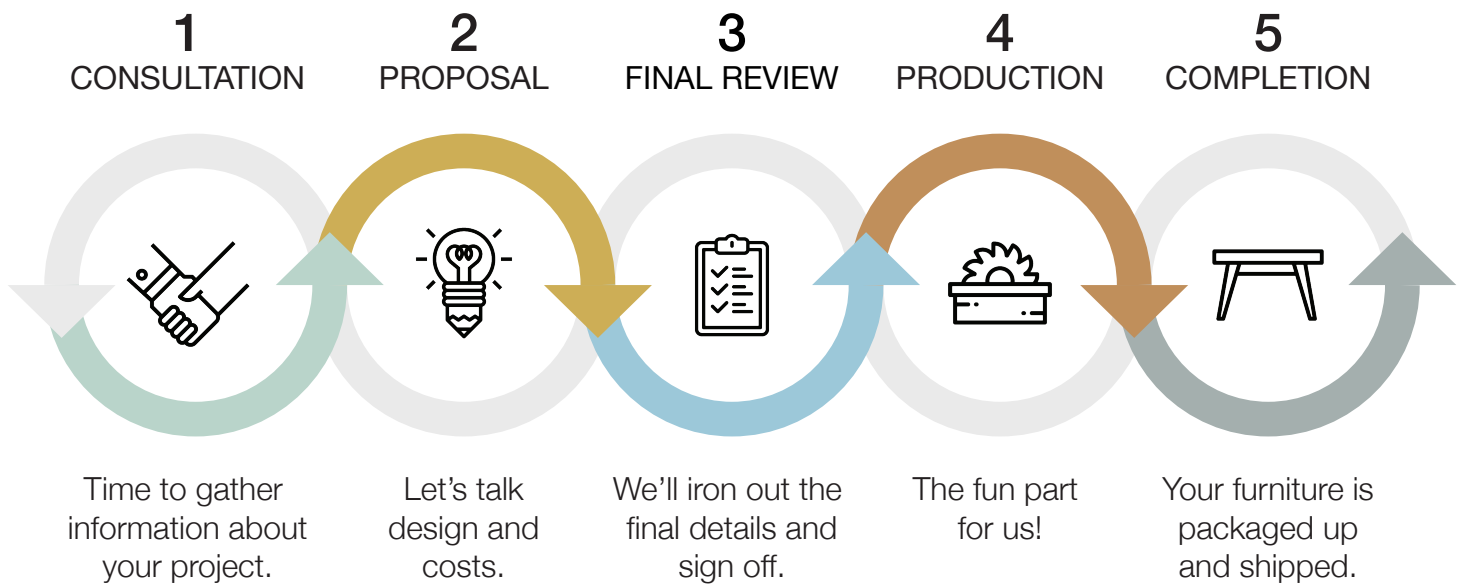 1
CONSULTATION
2
PROPOSAL
3
FINAL REVIEW
4
PRODUCTION
5
COMPLETION
Time to gather
information about
your project.
Let’s talk
design and
costs.
We’ll iron out the
final details and
sign off.
The fun part
for us!
Your furniture is
packaged up
and shipped.